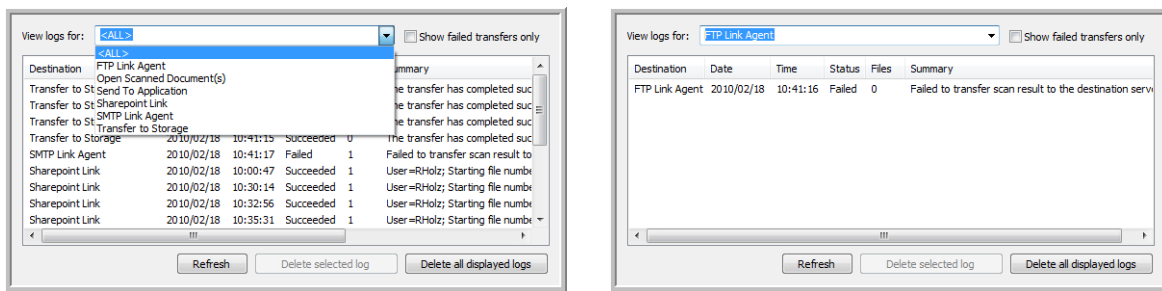 View logs for: <ALL> Show failed transfers only
<ALL>
FTP Link Agent
Open Scanned Document(s)
Send To Application
Sharepoint Link
SMTP Link Agent
Transfer to Storage
Destination
Transfer to St he transfer has completed suc
Transfer to St he transfer has completed suc
Transfer to St he transfer has completed suc
Transfer to Storage 2010/02/18 10:41:15 Succeeded 0 The transfer has completed suc
SMTP Link Agent 2010/02/18 10:41:17 Failed 1 Failed to transfer scan result to
Sharepoint Link 2010/02/18 10:00:47 Succeeded 1 User=RHolz; Starting file numbe
Sharepoint Link 2010/02/18 10:30:14 Succeeded 1 User=RHolz; Starting file numbe
Sharepoint Link 2010/02/18 10:32:56 Succeeded 1 User=RHolz; Starting file numbe
Sharepoint Link 2010/02/18 10:35:31 Succeeded 1 User=RHolz; Starting file numbe
Refresh Delete selected log Delete all displayed logs
View logs for: FTP Link Agent Show failed transfers only
Destination Date Time Status Files Summary
FTP Link Agent 2010/02/18 10:41:16 Failed 0 Failed to transfer scan result to the destination serv
Refresh Delete selected log Delete all displayed logs